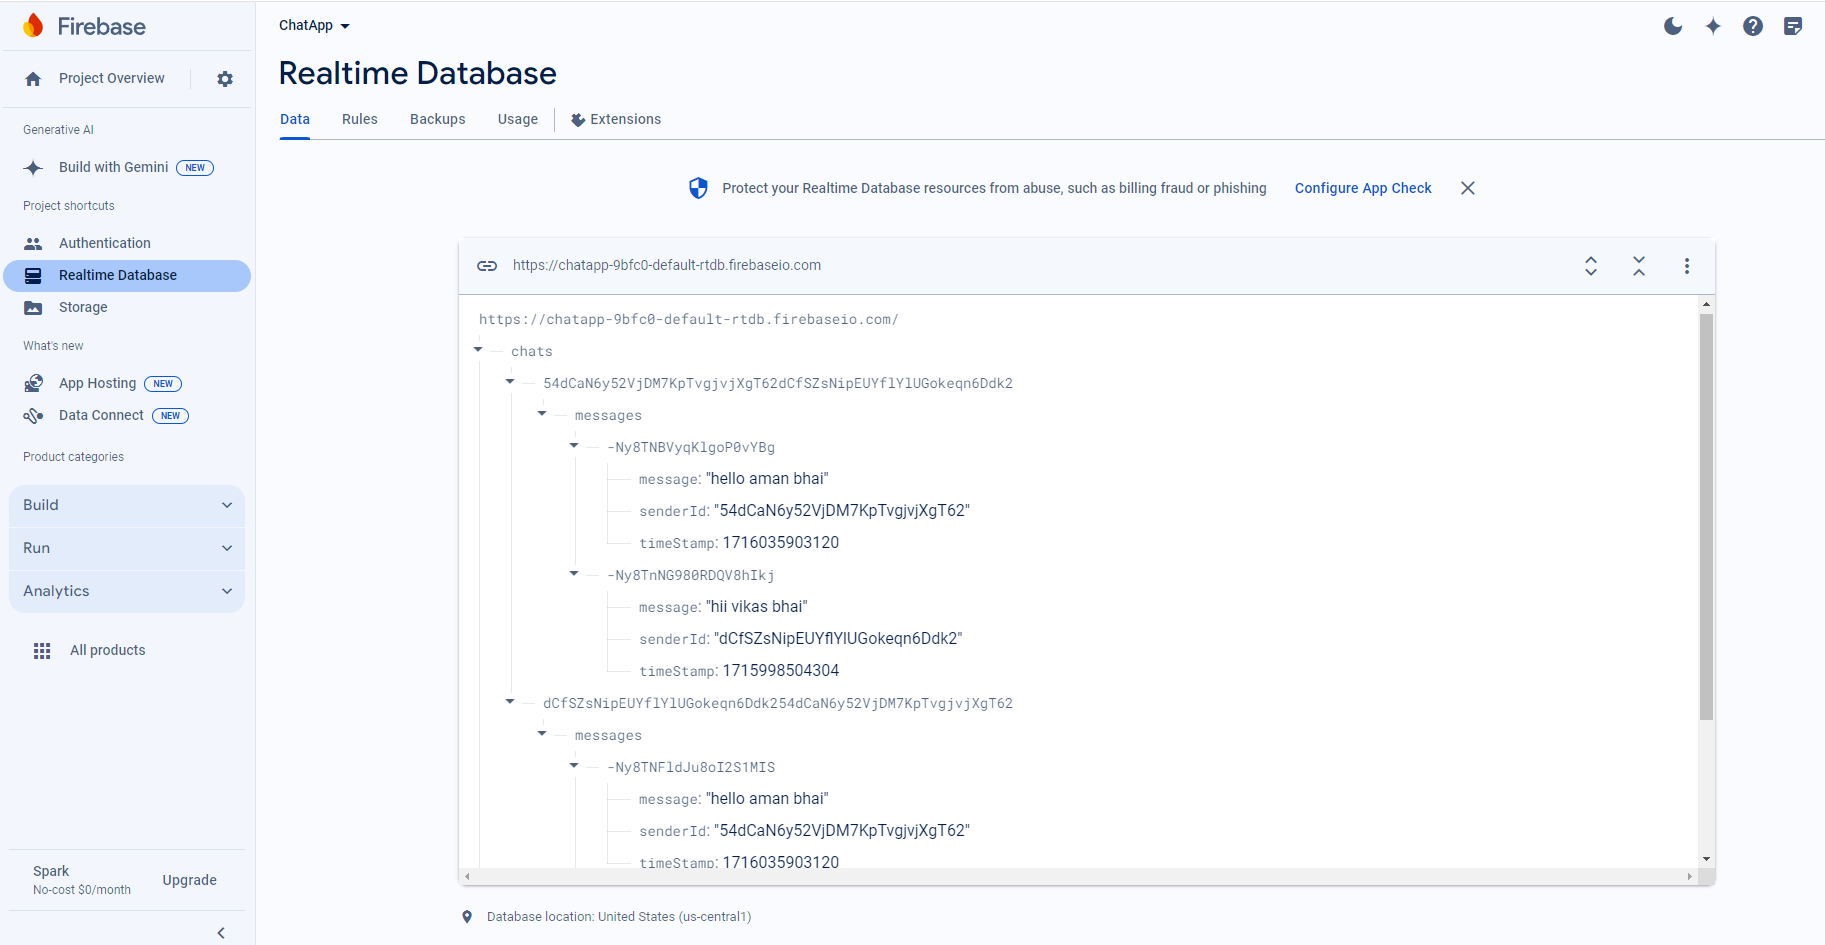 Firebase
Project Overview
Generative AI
Build with Gemini NEW
Project shortcuts
Authentication
Realtime Database
Storage
What's new
App Hosting NEW
Data Connect NEW
Product categories
Build
Run
Analytics
All products
Spark
No-cost $0/month
Upgrade
ChatApp
Realtime Database
Data Rules Backups Usage Extensions
Protect your Realtime Database resources from abuse, such as billing fraud or phishing Configure App Check
https://chatapp-9bfc0-default-rtdb.firebaseio.com
https://chatapp-9bfc0-default-rtdb.firebaseio.com/
chats
54dCaN6y52VjDM7KpTvgjvjXgT62dCfSZsNipEUYflYlUGokeqn6Ddk2
messages
-Ny8TNBVyqKlgoP0vYBg
message: "hello aman bhai"
senderId: "54dCaN6y52VjDM7KpTvgjvjXgT62"
timeStamp: 1716035903120
-Ny8TnNG980RDQV8hIkj
message: "hii vikas bhai"
senderId: "dCfSZsNipEUYflYlUGokeqn6Ddk2"
timeStamp: 1715998504304
dCfSZsNipEUYflYlUGokeqn6Ddk254dCaN6y52VjDM7KpTvgjvjXgT62
messages
-Ny8TNFldJu8oI2S1MIS
message: "hello aman bhai"
senderId: "54dCaN6y52VjDM7KpTvgjvjXgT62"
timeStamp: 1716035903120
Database location: United States (us-central1)